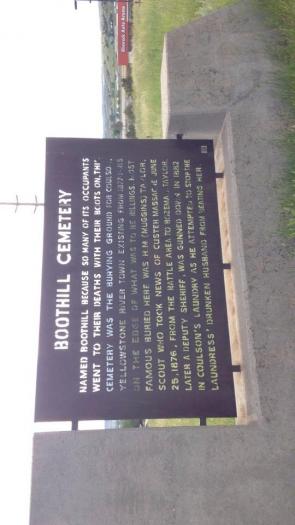 BOOTHILL CEMETERY
NAMED BOOTHILL BECAUSE SO MANY OF ITS OCCUPANTS
WENT TO THEIR DEATHS WITH THEIR BOOTS ON, THIS
CEMETERY WAS THE BURYING GROUND FOR COULSON,
YELLOWSTONE RIVER TOWN EXISTING FROM 1877-85
ON THE EDGE OF WHAT WAS TO BE BILLINGS. MOST
FAMOUS BURIED HERE WAS H.M. (MUGGINS) TAYLOR,
SCOUT WHO TOOK NEWS OF CUSTER MASSACRE JUNE
25, 1876, FROM THE BATTLE AREA TO BOZEMAN. TAYLOR,
LATER A DEPUTY SHERIFF, WAS GUNNED DOWN IN 1882
IN COULSON'S LAUNDRY AS HE ATTEMPTED TO STOP THE
LAUNDRESS' DRUNKEN HUSBAND FROM BEATING HER.